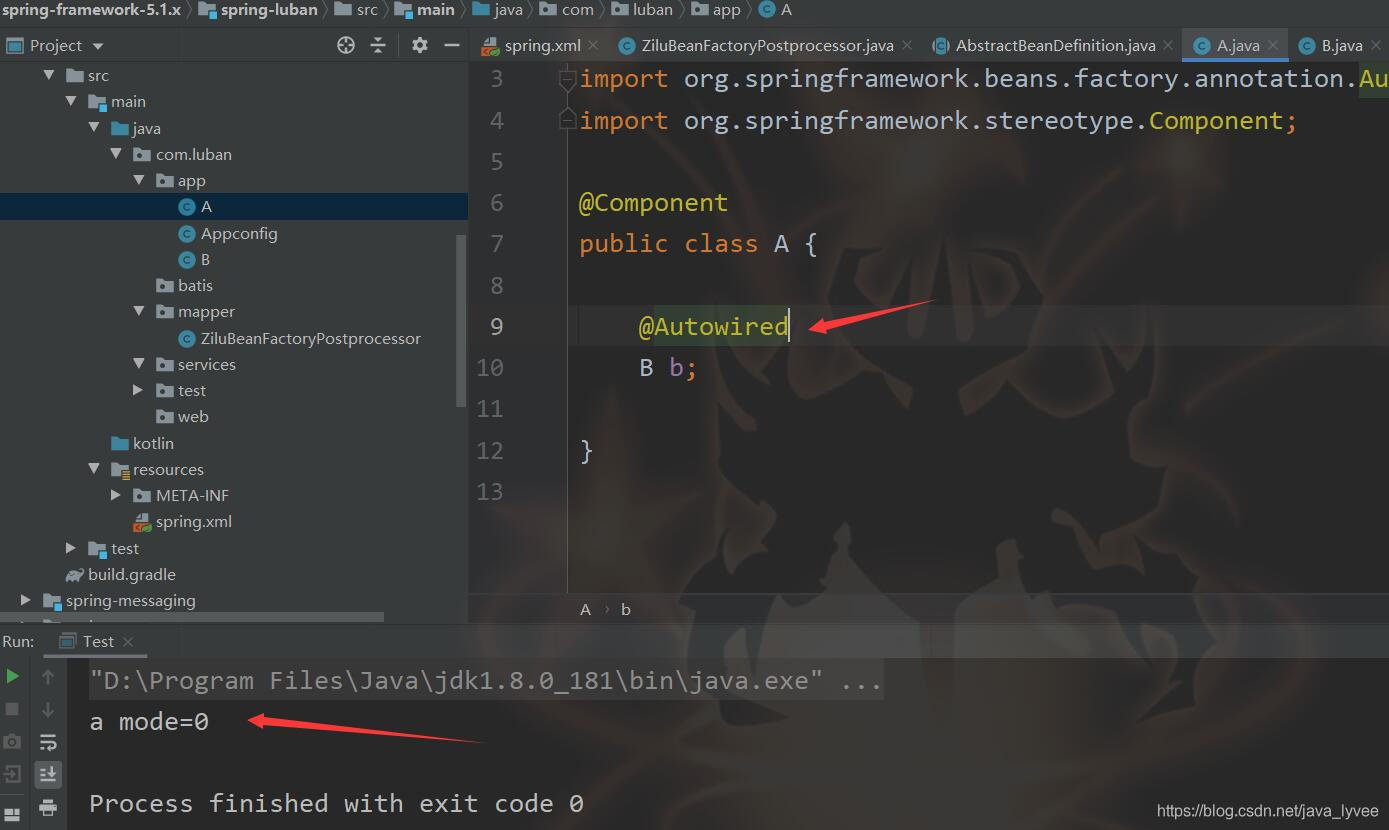 spring-framework-5.1.x spring-luban src main java com luban app A
Project
spring.xml ZiluBeanFactoryPostprocessor.java AbstractBeanDefinition.java A.java B.java
src
main
java
com.luban
app
A
Appconfig
B
batis
mapper
ZiluBeanFactoryPostprocessor
services
test
web
kotlin
resources
META-INF
spring.xml
test
build.gradle
spring-messaging
3 import org.springframework.beans.factory.annotation.Au
4 import org.springframework.stereotype.Component;
5
6 @Component
7 public class A {
8
9 @Autowired
10 B b;
11
12 }
13
A › b
Run: Test
"D:\Program Files\Java\jdk1.8.0_181\bin\java.exe" ...
a mode=0
Process finished with exit code 0
https://blog.csdn.net/java_lyvee